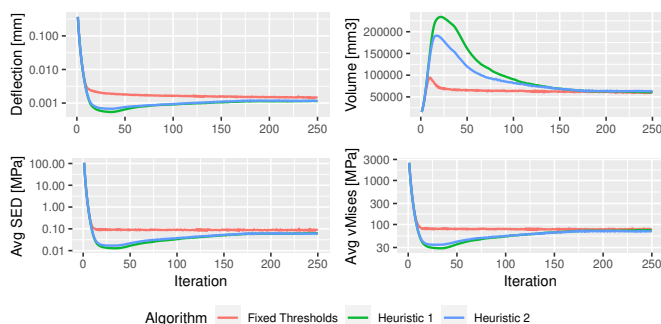 Deflection [mm]
0.100
0.010
0.001
0 50 100 150 200 250
Volume [mm3]
200000
150000
100000
50000
0 50 100 150 200 250
Avg SED [MPa]
100.00
10.00
1.00
0.10
0.01
0 50 100 150 200 250
Iteration
Avg vMises [MPa]
3000
1000
300
100
30
0 50 100 150 200 250
Iteration
Algorithm Fixed Thresholds Heuristic 1 Heuristic 2